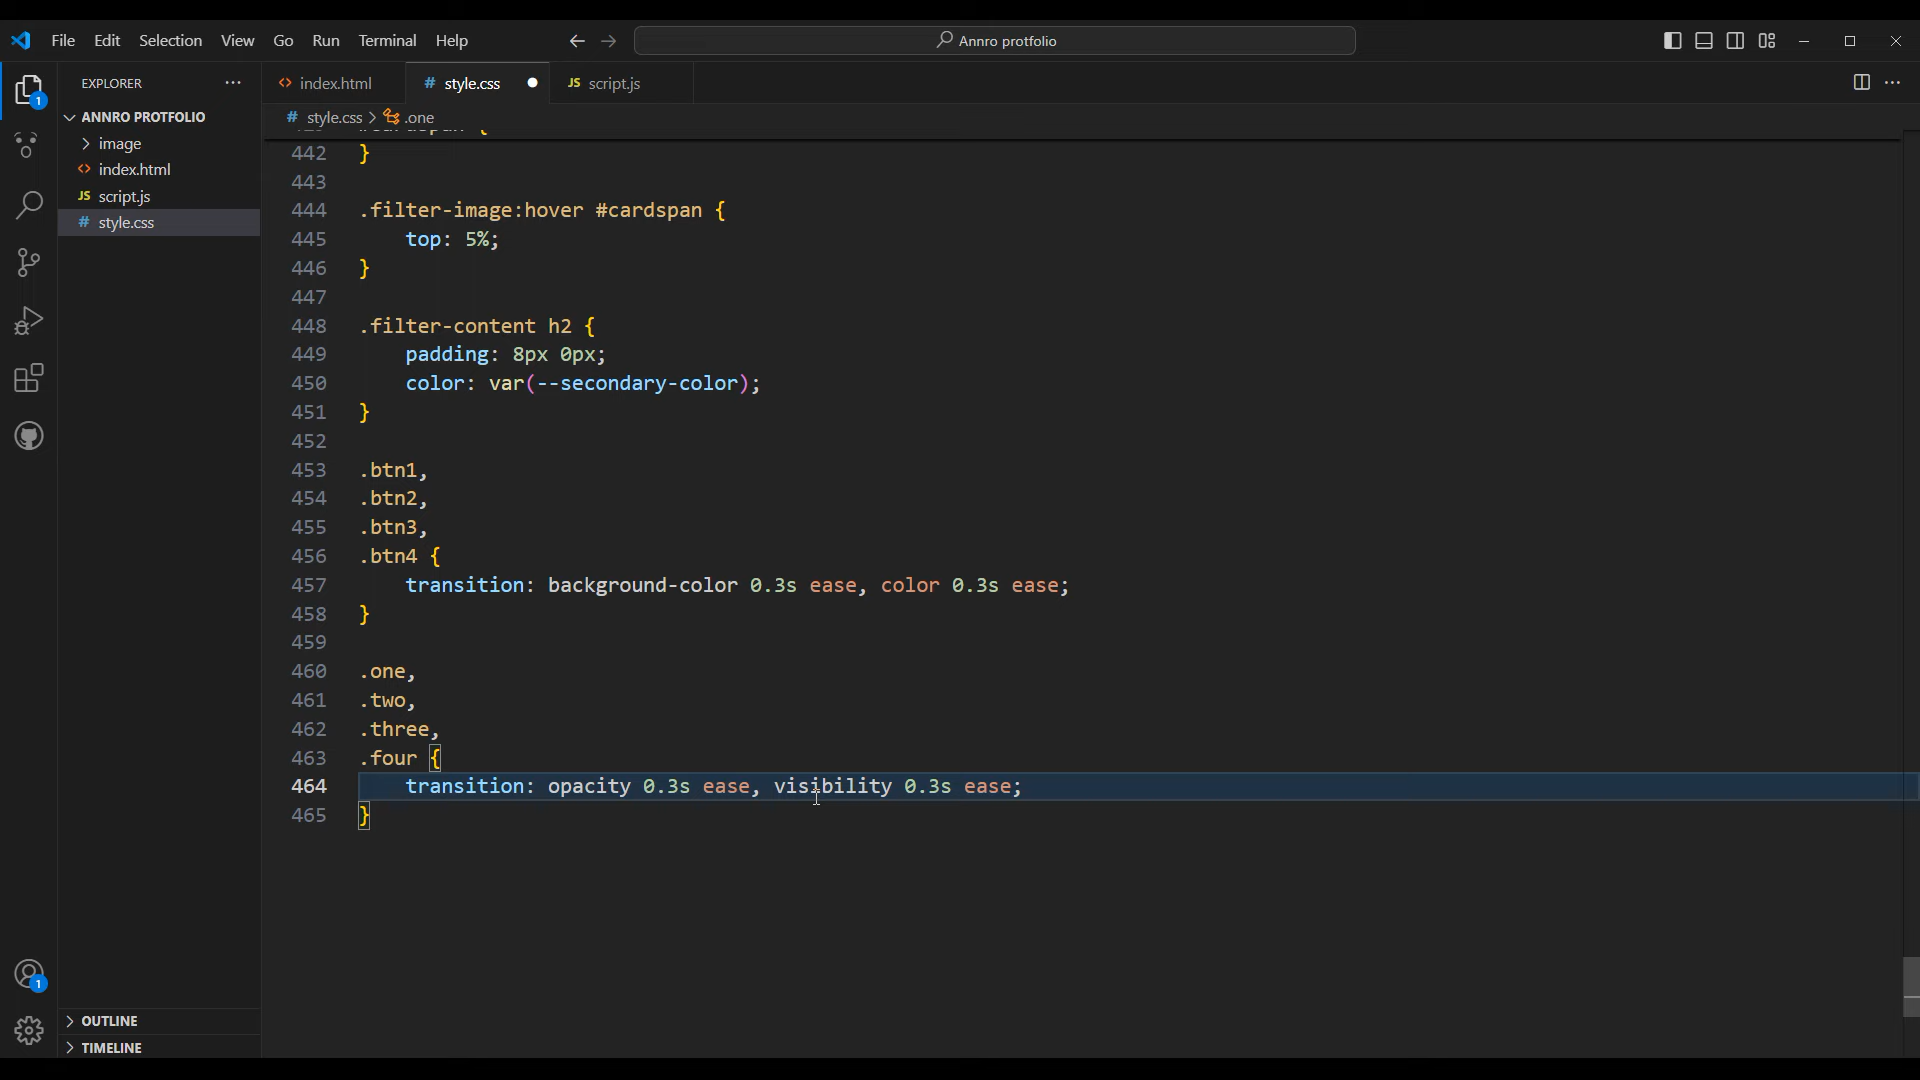 File Edit Selection View Go Run Terminal Help
Annro protfolio
EXPLORER
index.html
style.css
JS script.js
ANNRO PROTFOLIO
# style.css > .one
image
index.html
JS script.js
# style.css
442 }
443
444 .filter-image:hover #cardspan {
445 top: 5%;
446 }
447
448 .filter-content h2 {
449 padding: 8px 0px;
450 color: var(--secondary-color);
451 }
452
453 .btn1,
454 .btn2,
455 .btn3,
456 .btn4 {
457 transition: background-color 0.3s ease, color 0.3s ease;
458 }
459
460 .one,
461 .two,
462 .three,
463 .four {
464 transition: opacity 0.3s ease, visibility 0.3s ease;
465 }
1
1
OUTLINE
TIMELINE